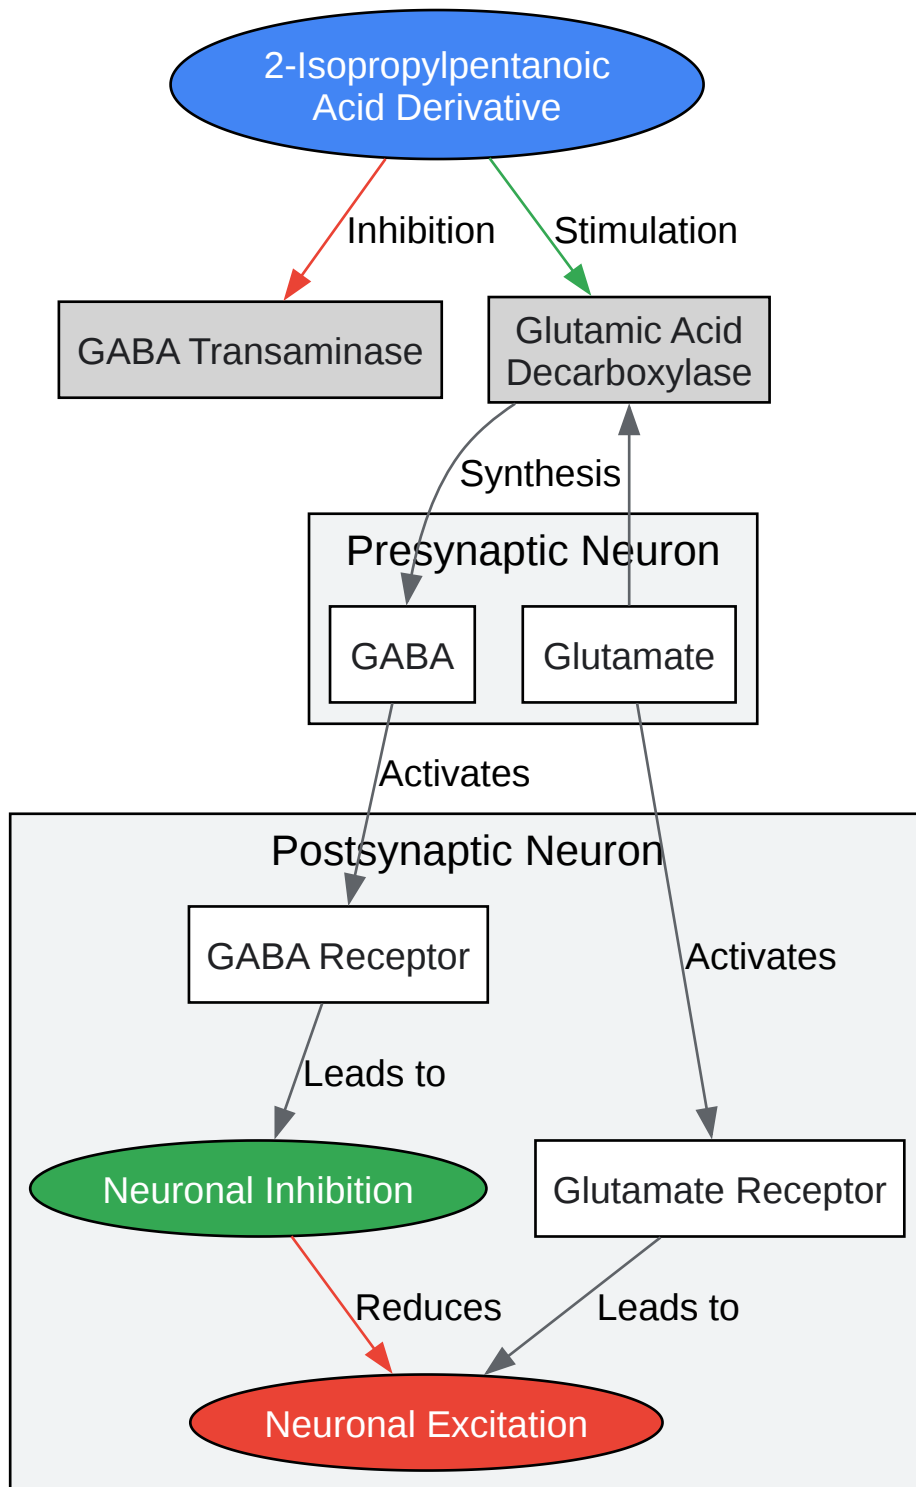 2-Isopropylpentanoic
Acid Derivative
Inhibition
Stimulation
GABA Transaminase
Glutamic Acid
Decarboxylase
Synthesis
Presynaptic Neuron
GABA
Glutamate
Activates
Postsynaptic Neuron
GABA Receptor
Activates
Leads to
Neuronal Inhibition
Glutamate Receptor
Reduces
Leads to
Neuronal Excitation